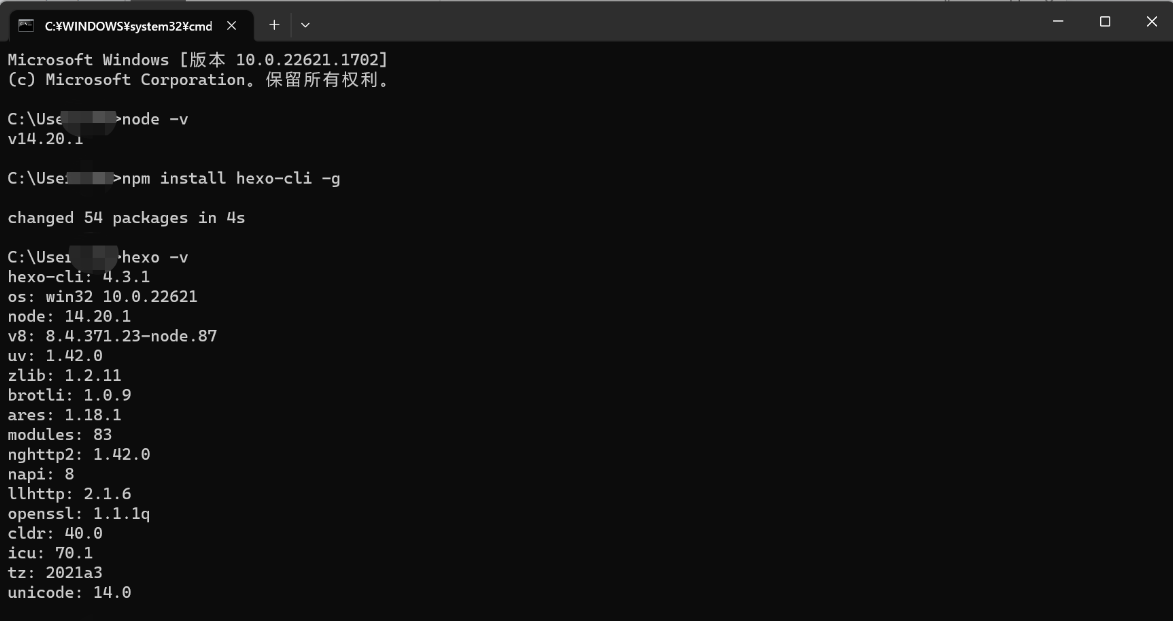 C:¥WINDOWS¥system32¥cmd
Microsoft Windows [版本 10.0.22621.1702]
(c) Microsoft Corporation。保留所有权利。
C:\Use >node -v
v14.20.1
C:\User >npm install hexo-cli -g
changed 54 packages in 4s
C:\User >hexo -v
hexo-cli: 4.3.1
os: win32 10.0.22621
node: 14.20.1
v8: 8.4.371.23-node.87
uv: 1.42.0
zlib: 1.2.11
brotli: 1.0.9
ares: 1.18.1
modules: 83
nghttp2: 1.42.0
napi: 8
llhttp: 2.1.6
openssl: 1.1.1q
cldr: 40.0
icu: 70.1
tz: 2021a3
unicode: 14.0